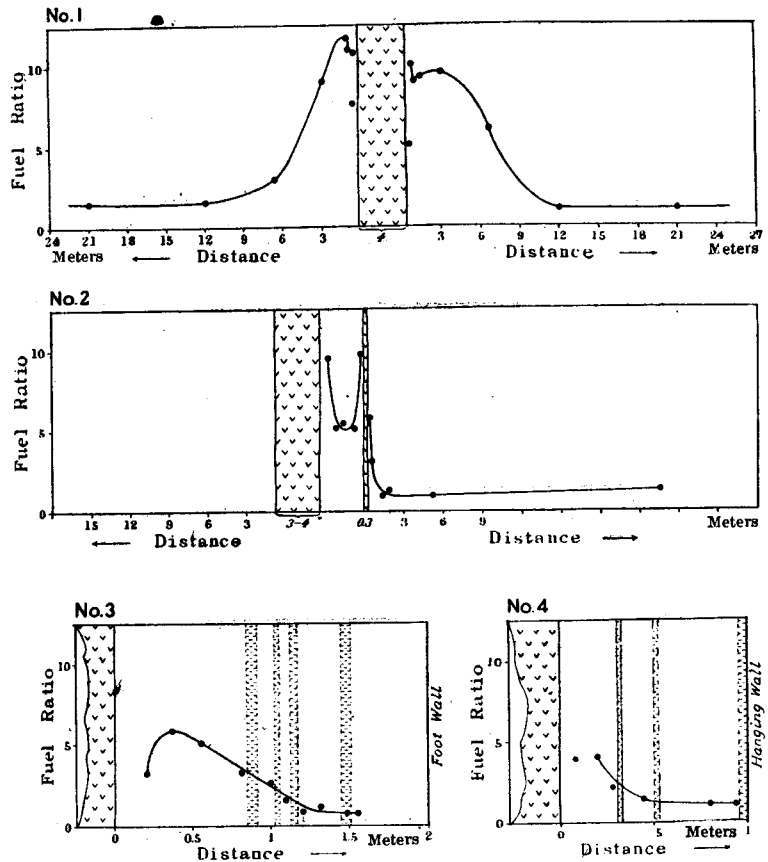 No.1
10
5
0
Fuel Ratio
24 21 18 15 12 9 6 3 4 3 6 9 12 15 18 21 24 27
Meters ← Distance Distance → Meters
No.2
10
5
0
Fuel Ratio
15 12 9 6 3 3-4 0.3 3 6 9 Meters
← Distance Distance →
No.3
10
5
0
Fuel Ratio
Foot Wall
0 0.5 1 1.5 Meters 2
Distance →
No.4
10
5
0
Fuel Ratio
Hanging Wall
0 5 Meters 1
Distance →